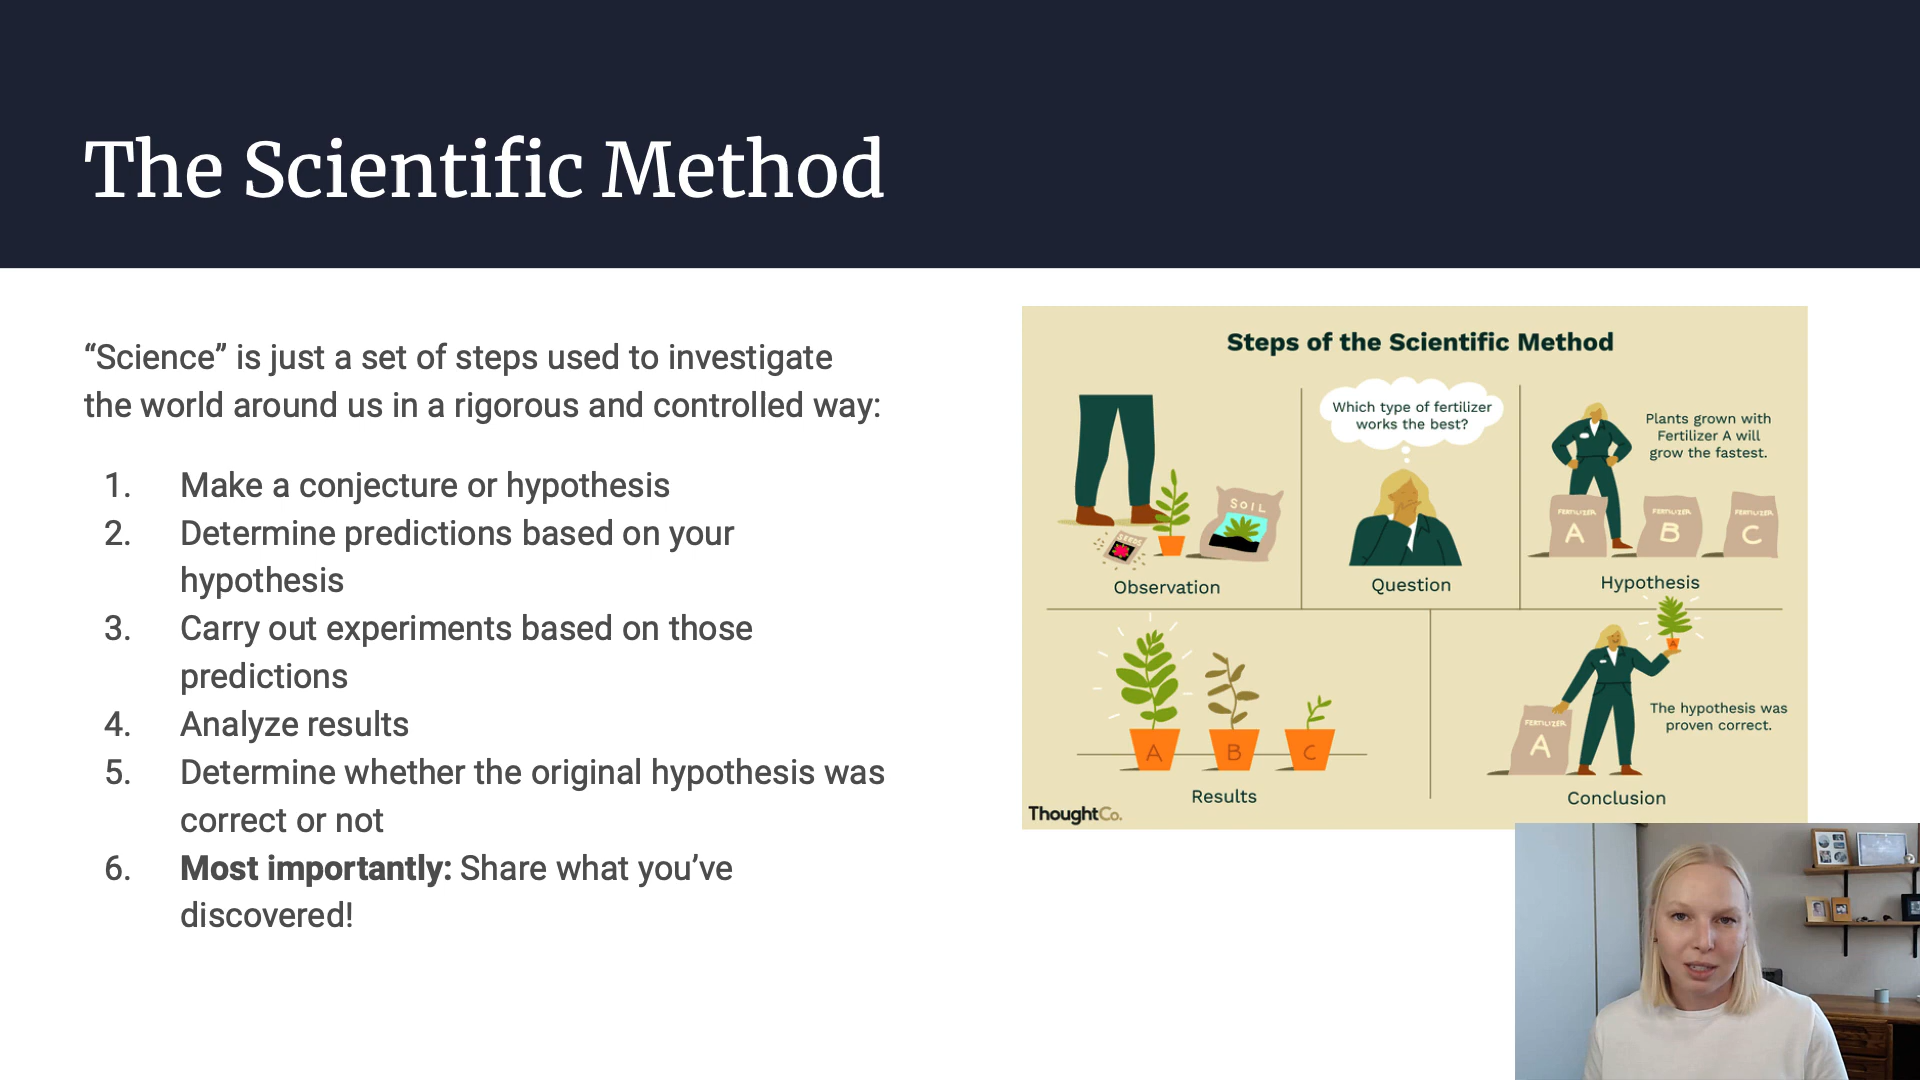 The Scientific Method
“Science” is just a set of steps used to investigate
the world around us in a rigorous and controlled way:
1. Make a conjecture or hypothesis
2. Determine predictions based on your
hypothesis
3. Carry out experiments based on those
predictions
4. Analyze results
5. Determine whether the original hypothesis was
correct or not
6. Most importantly: Share what you’ve
discovered!
Steps of the Scientific Method
SEEDS
SOIL
Observation
Which type of fertilizer
works the best?
Question
Plants grown with
Fertilizer A will
grow the fastest.
FERTILIZER
A
FERTILIZER
B
FERTILIZER
C
Hypothesis
A
B
C
Results
A
FERTILIZER
A
The hypothesis was
proven correct.
Conclusion
ThoughtCo.